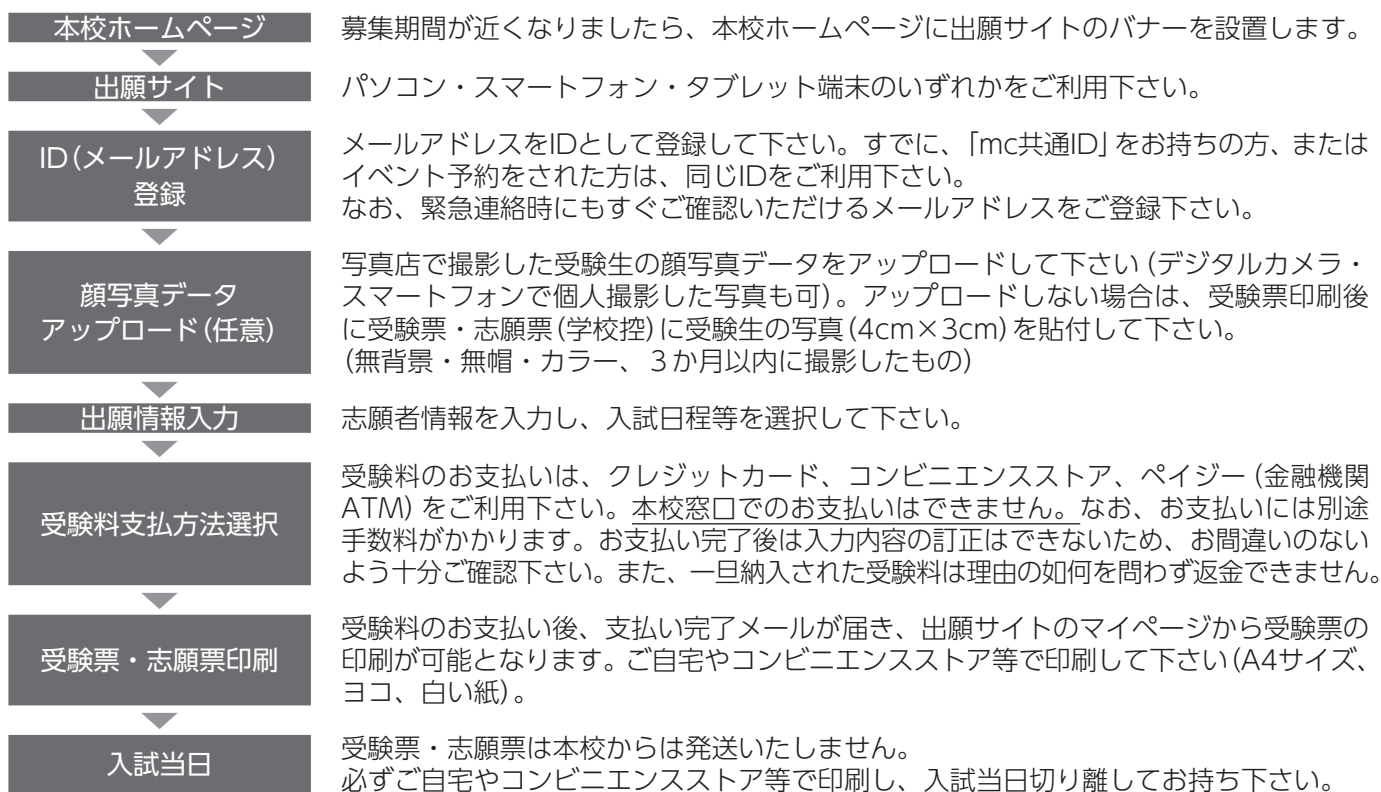 本校ホームページ
募集期間が近くなりましたら、本校ホームページに出願サイトのバナーを設置します。
出願サイト
パソコン・スマートフォン・タブレット端末のいずれかをご利用下さい。
ID(メールアドレス)
登録
メールアドレスをIDとして登録して下さい。すでに、「mc共通ID」をお持ちの方、または
イベント予約をされた方は、同じIDをご利用下さい。
なお、緊急連絡時にもすぐご確認いただけるメールアドレスをご登録下さい。
顔写真データ
アップロード(任意)
写真店で撮影した受験生の顔写真データをアップロードして下さい(デジタルカメラ・
スマートフォンで個人撮影した写真も可)。アップロードしない場合は、受験票印刷後
に受験票・志願票(学校控)に受験生の写真(4cm×3cm)を貼付して下さい。
(無背景・無帽・カラー、3か月以内に撮影したもの)
出願情報入力
志願者情報を入力し、入試日程等を選択して下さい。
受験料支払方法選択
受験料のお支払いは、クレジットカード、コンビニエンスストア、ペイジー(金融機関
ATM)をご利用下さい。本校窓口でのお支払いはできません。なお、お支払いには別途
手数料がかかります。お支払い完了後は入力内容の訂正はできないため、お間違いのない
よう十分ご確認下さい。また、一旦納入された受験料は理由の如何を問わず返金できません。
受験票・志願票印刷
受験料のお支払い後、支払い完了メールが届き、出願サイトのマイページから受験票の
印刷が可能となります。ご自宅やコンビニエンスストア等で印刷して下さい(A4サイズ、
ヨコ、白い紙)。
入試当日
受験票・志願票は本校からは発送いたしません。
必ずご自宅やコンビニエンスストア等で印刷し、入試当日切り離してお持ち下さい。